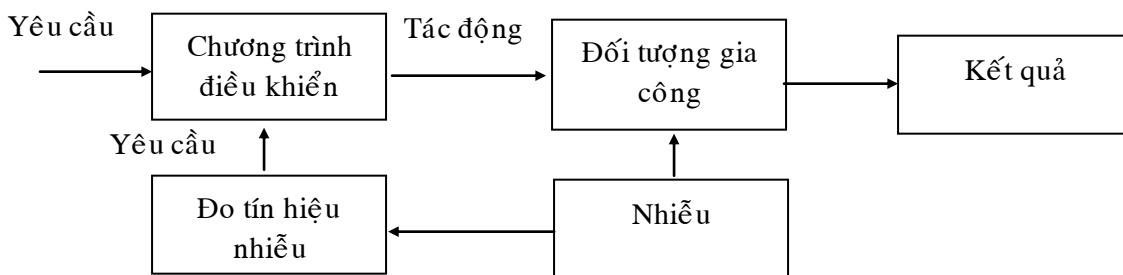 Yêu cầu
Chương trình
điều khiển
Tác động
Đối tượng gia
công
Kết quả
Yêu cầu
Đo tín hiệu
nhiễu
Nhiễu